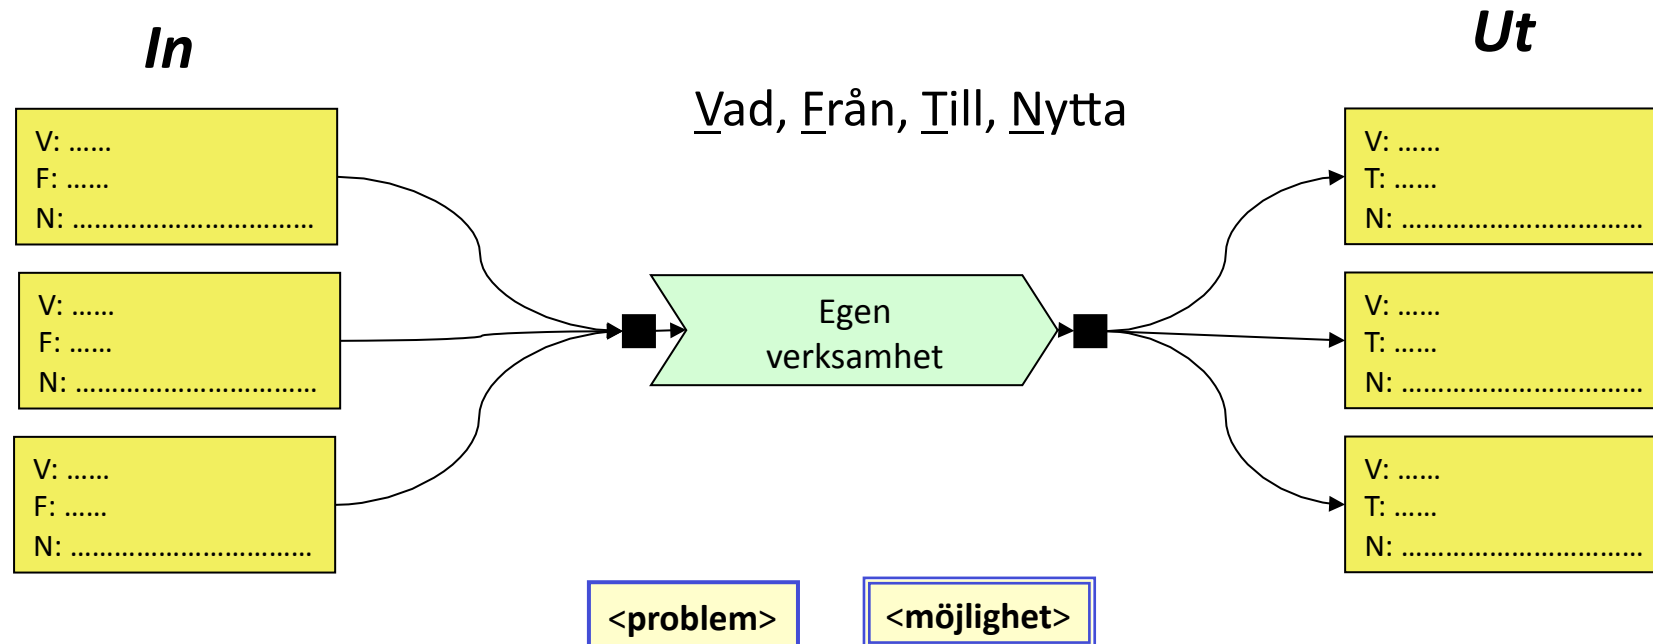 In
Ut
Vad, Från, Till, Nytta
V: ……
F: ……
N: ……………………………
V: ……
F: ……
N: ……………………………
V: ……
F: ……
N: ……………………………
Egen
verksamhet
V: ……
T: ……
N: ……………………………
V: ……
T: ……
N: ……………………………
V: ……
T: ……
N: ……………………………
<problem>
<möjlighet>